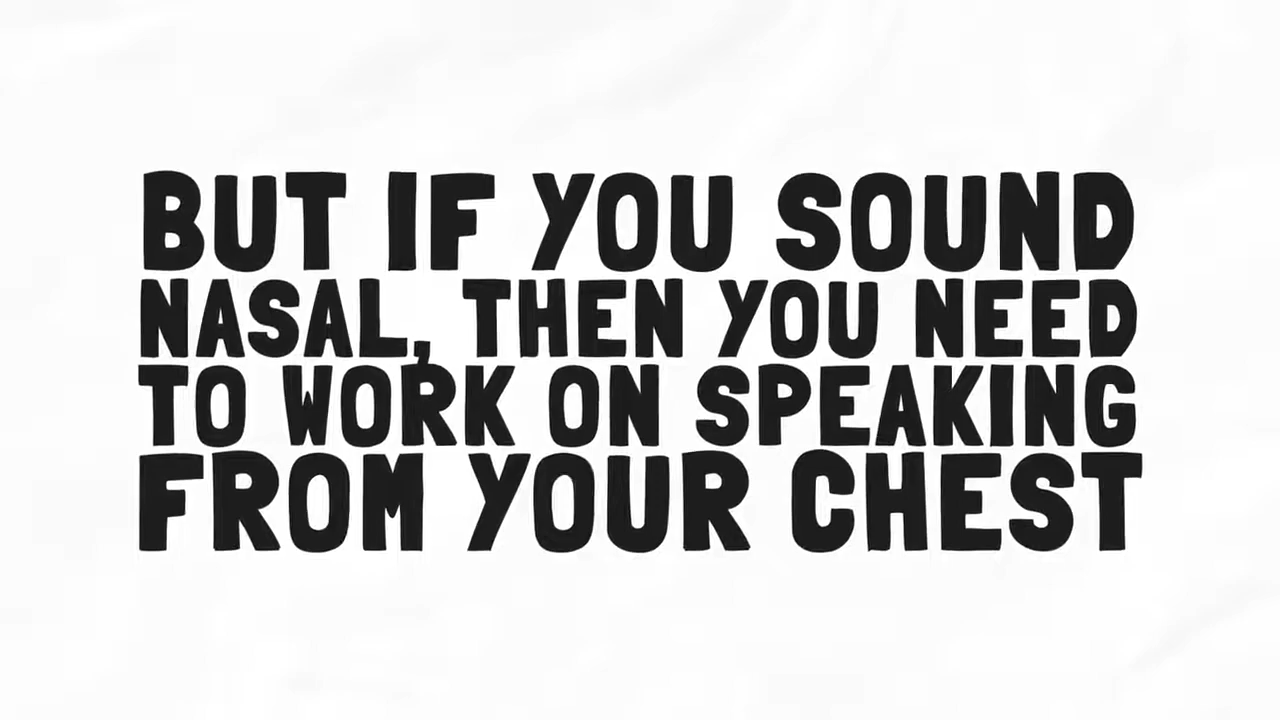 BUT IF YOU SOUND
NASAL, THEN YOU NEED
TO WORK ON SPEAKING
FROM YOUR CHEST